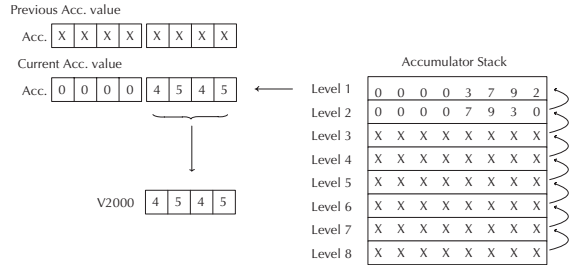 Previous Acc. value
Acc. X X X X X X X X
Current Acc. value
Acc. 0 0 0 0 4 5 4 5
V2000 4 5 4 5
Accumulator Stack
Level 1 0 0 0 0 3 7 9 2
Level 2 0 0 0 0 7 9 3 0
Level 3 X X X X X X X X
Level 4 X X X X X X X X
Level 5 X X X X X X X X
Level 6 X X X X X X X X
Level 7 X X X X X X X X
Level 8 X X X X X X X X